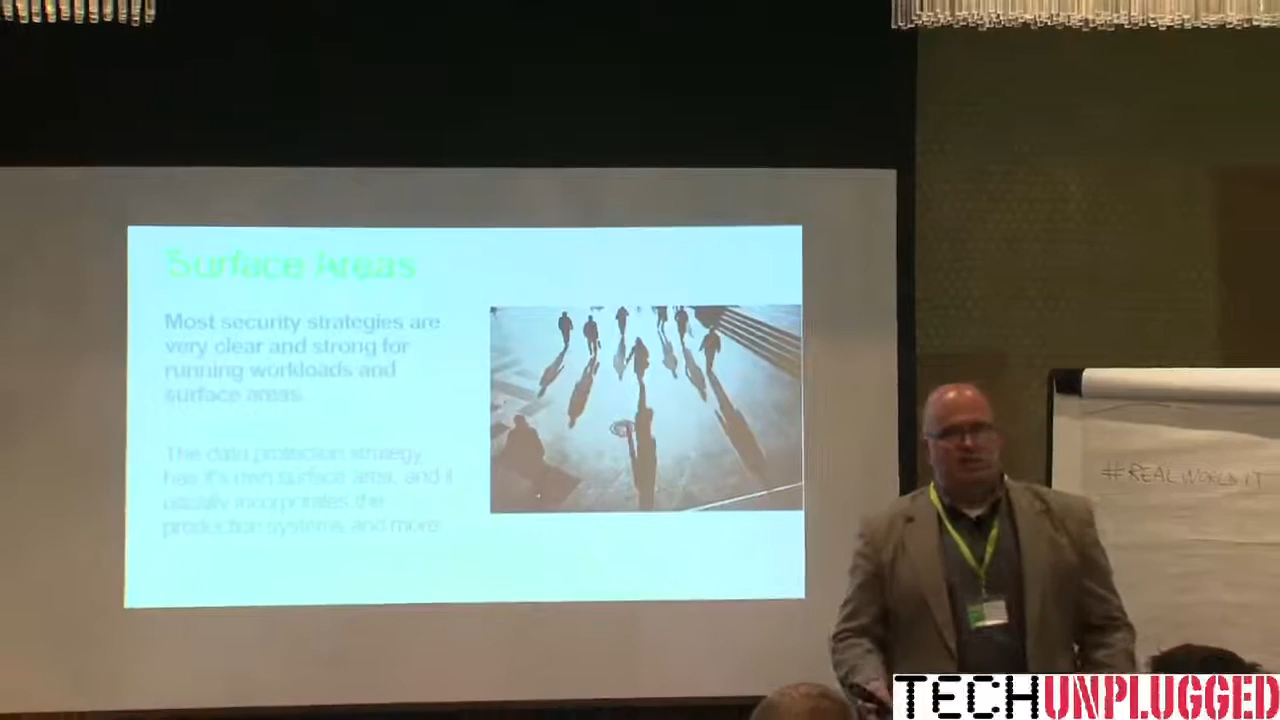 Surface Areas
Most security strategies are
very clear and strong for
running workloads and
surface areas.
The data protection strategy
has it's own surface area, and it
usually incorporates the
production systems and more
#REALWORLDIT
TECHUNPLUGGED